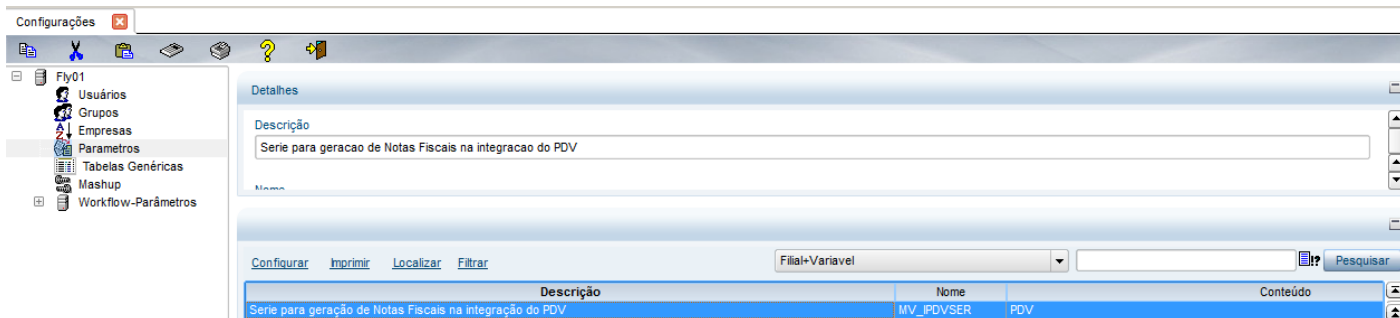 Configurações
Fly01
Usuários
Grupos
Empresas
Parametros
Tabelas Genéricas
Mashup
Workflow-Parâmetros
Detalhes
Descrição
Serie para geracao de Notas Fiscais na integracao do PDV
Nome
Configurar Imprimir Localizar Filtrar Filial+Variavel !? Pesquisar
Descrição Nome Conteúdo
Serie para geração de Notas Fiscais na integração do PDV MV_IPDVSER PDV